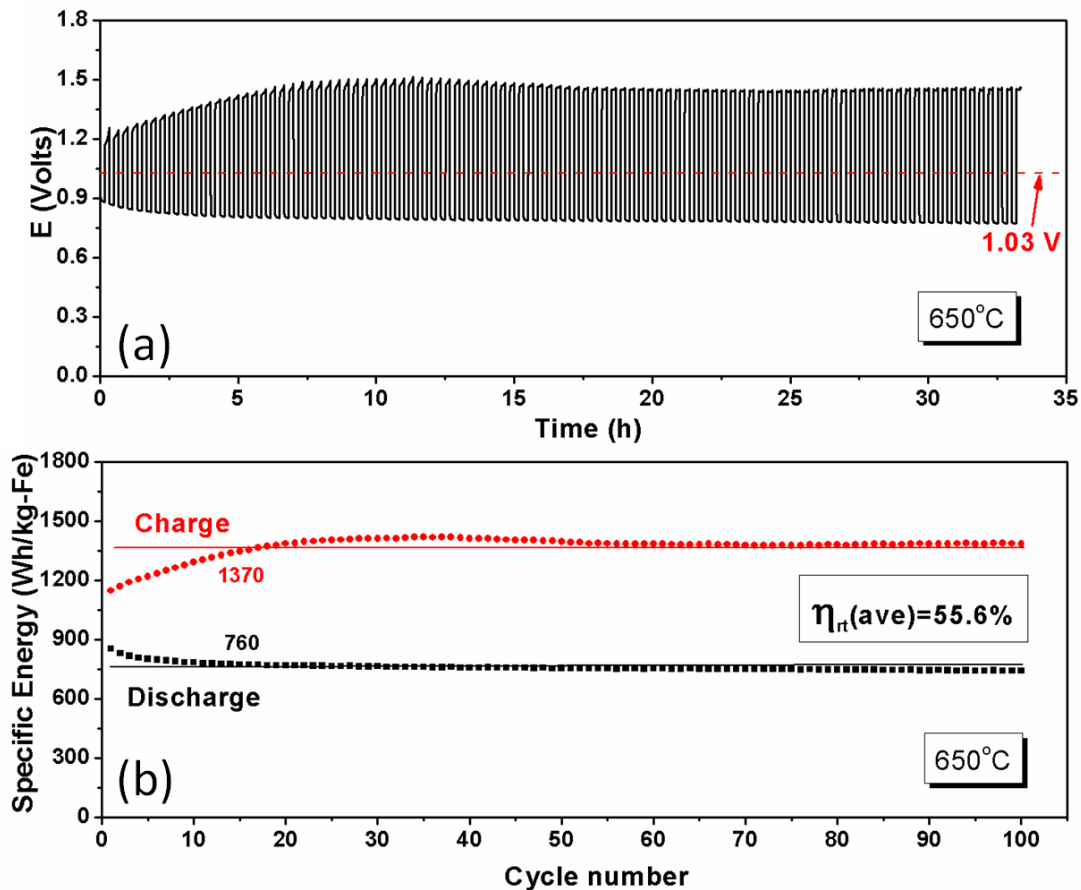 1.8
1.5
1.2
0.9
0.6
0.3
0.0
E (Volts)
1.03 V
650°C
(a)
0 5 10 15 20 25 30 35
Time (h)
1800
1500
1200
900
600
300
0
Specific Energy (Wh/kg-Fe)
Charge
1370
ηrt(ave)=55.6%
760
Discharge
650°C
(b)
0 10 20 30 40 50 60 70 80 90 100
Cycle number